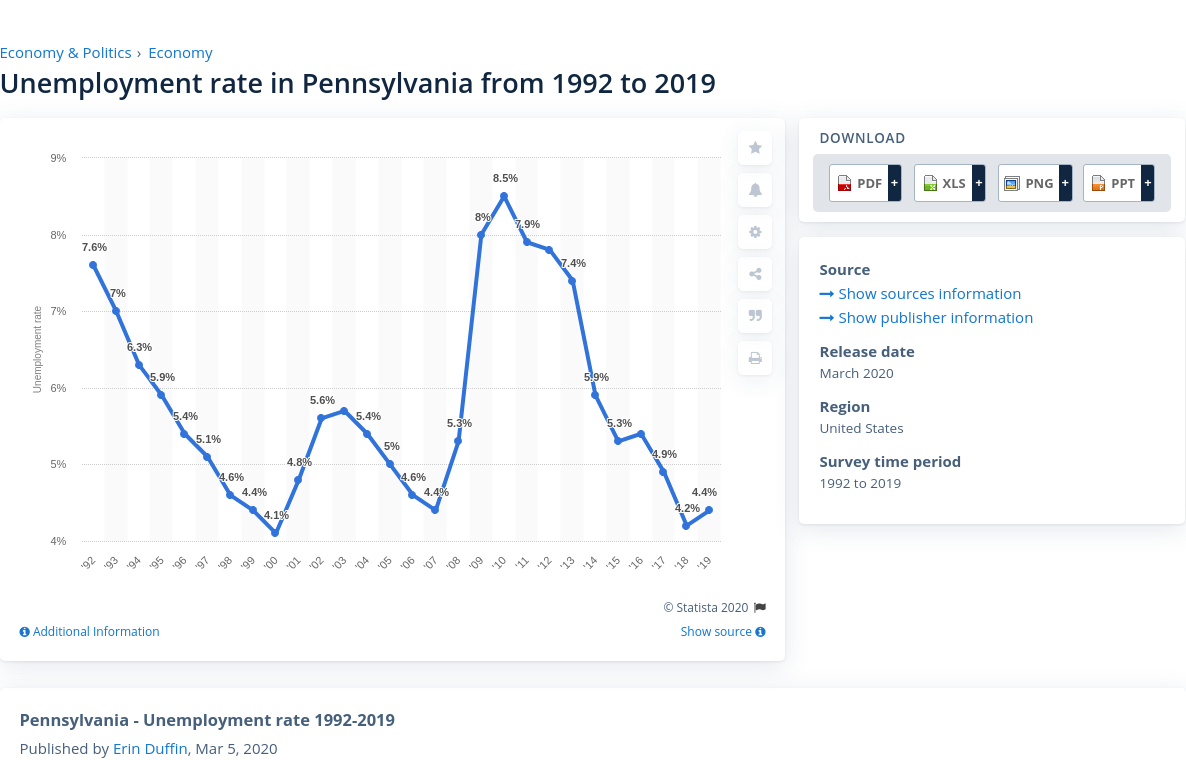 Economy & Politics › Economy
Unemployment rate in Pennsylvania from 1992 to 2019
9%
8%
7%
6%
5%
4%
Unemployment rate
7.6%
7%
6.3%
5.9%
5.4%
5.1%
4.6%
4.4%
4.1%
4.8%
5.6%
5.4%
5%
4.6%
4.4%
5.3%
8%
8.5%
7.9%
7.4%
5.9%
5.3%
4.9%
4.2%
4.4%
'92 '93 '94 '95 '96 '97 '98 '99 '00 '01 '02 '03 '04 '05 '06 '07 '08 '09 '10 '11 '12 '13 '14 '15 '16 '17 '18 '19
© Statista 2020
Additional Information
Show source
DOWNLOAD
PDF + XLS + PNG + PPT +
Source
Show sources information
Show publisher information
Release date
March 2020
Region
United States
Survey time period
1992 to 2019
Pennsylvania - Unemployment rate 1992-2019
Published by Erin Duffin, Mar 5, 2020